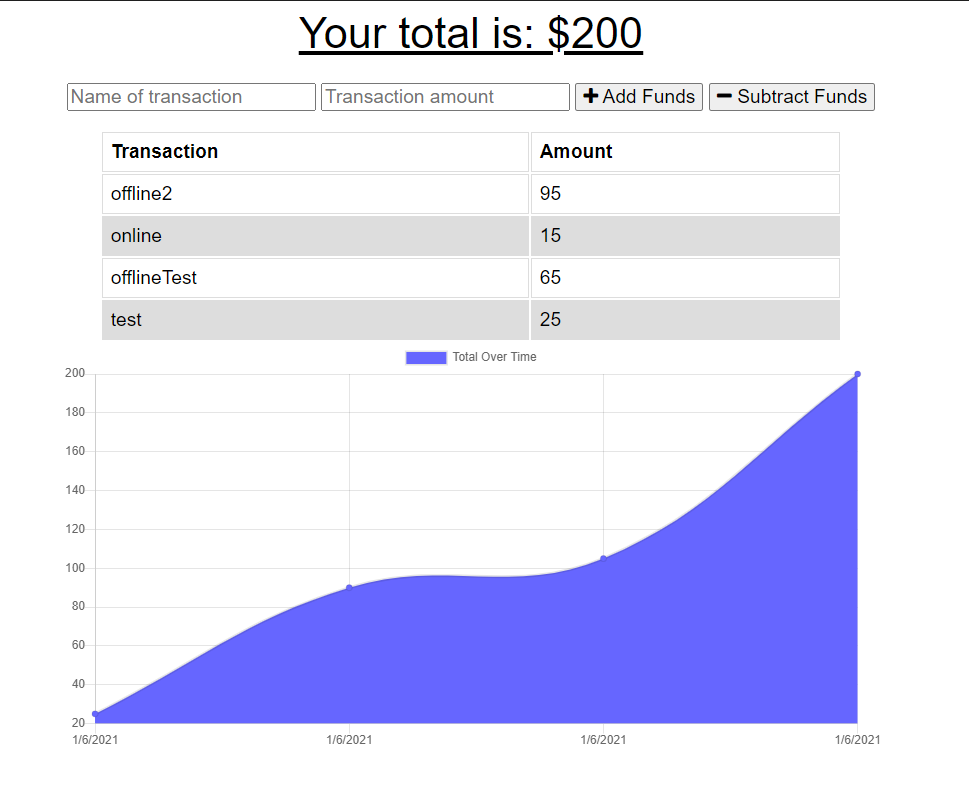 Your total is: $200
Name of transaction Transaction amount Add Funds Subtract Funds
Transaction Amount
offline2 95
online 15
offlineTest 65
test 25
Total Over Time
200
180
160
140
120
100
80
60
40
20
1/6/2021 1/6/2021 1/6/2021 1/6/2021